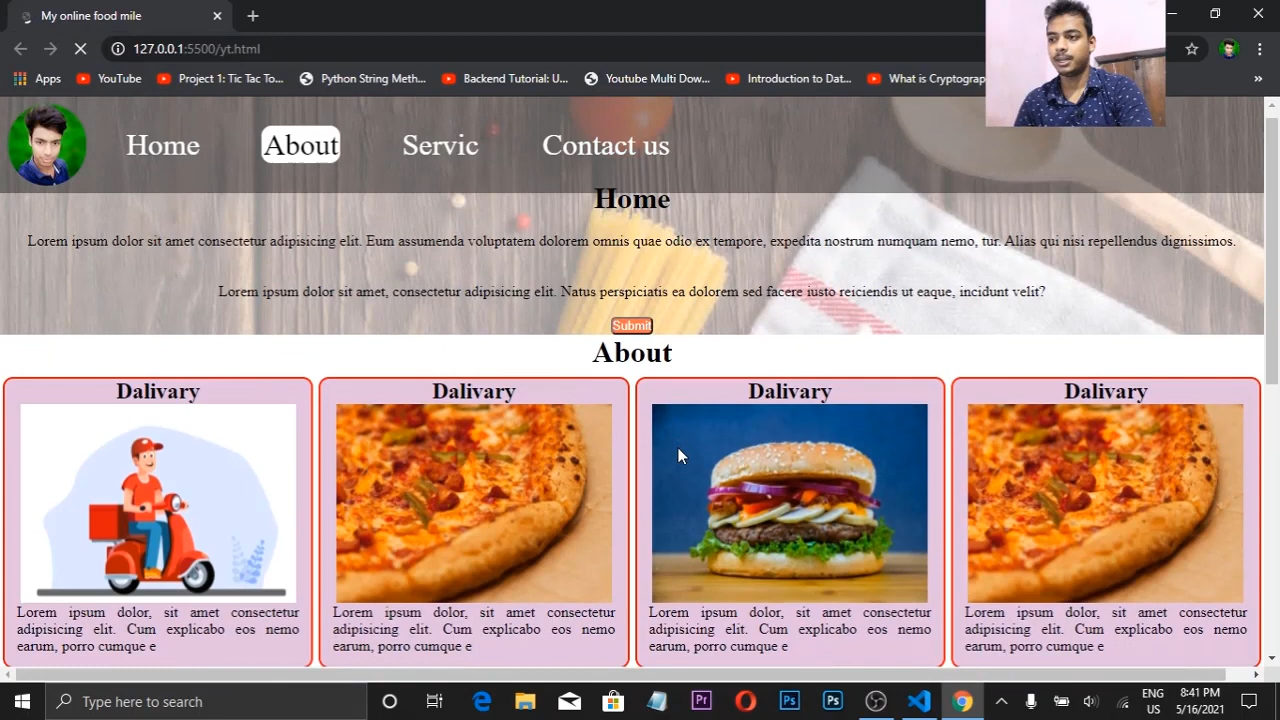 My online food mile
127.0.0.1:5500/yt.html
Apps
YouTube
Project 1: Tic Tac To...
Python String Meth...
Backend Tutorial: U...
Youtube Multi Dow...
Introduction to Dat...
What is Cryptograp
»
Home
About
Servic
Contact us
Home
Lorem ipsum dolor sit amet consectetur adipisicing elit. Eum assumenda voluptatem dolorem omnis quae odio ex tempore, expedita nostrum numquam nemo, tur. Alias qui nisi repellendus dignissimos.
Lorem ipsum dolor sit amet, consectetur adipisicing elit. Natus perspiciatis ea dolorem sed facere iusto reiciendis ut eaque, incidunt velit?
Submit
About
Dalivary
Lorem ipsum dolor, sit amet consectetur
adipisicing elit. Cum explicabo eos nemo
earum, porro cumque e
Dalivary
Lorem ipsum dolor, sit amet consectetur
adipisicing elit. Cum explicabo eos nemo
earum, porro cumque e
Dalivary
Lorem ipsum dolor, sit amet consectetur
adipisicing elit. Cum explicabo eos nemo
earum, porro cumque e
Dalivary
Lorem ipsum dolor, sit amet consectetur
adipisicing elit. Cum explicabo eos nemo
earum, porro cumque e
Type here to search
Pr
Ps
Ps
ENG
US
8:41 PM
5/16/2021